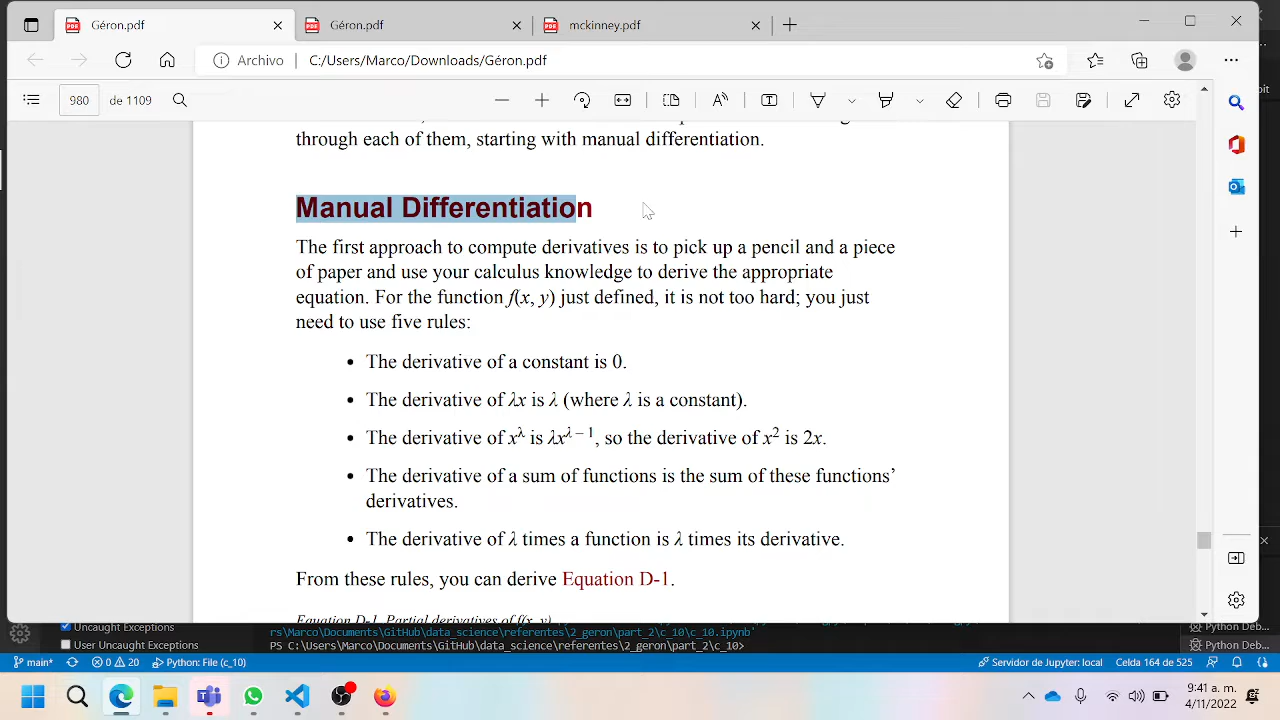 Géron.pdf
Géron.pdf
mckinney.pdf
Archivo
C:/Users/Marco/Downloads/Géron.pdf
980 de 1109
through each of them, starting with manual differentiation.
Manual Differentiation
The first approach to compute derivatives is to pick up a pencil and a piece
of paper and use your calculus knowledge to derive the appropriate
equation. For the function f(x, y) just defined, it is not too hard; you just
need to use five rules:
• The derivative of a constant is 0.
• The derivative of λx is λ (where λ is a constant).
• The derivative of x^λ is λx^(λ – 1), so the derivative of x² is 2x.
• The derivative of a sum of functions is the sum of these functions’
derivatives.
• The derivative of λ times a function is λ times its derivative.
From these rules, you can derive Equation D-1.
Equation D-1. Partial derivatives of f(x, y)
Uncaught Exceptions
rs\Marco\Documents\GitHub\data_science\referentes\2_geron\part_2\c_10\c_10.ipynb'
Python Deb...
User Uncaught Exceptions
PS C:\Users\Marco\Documents\GitHub\data_science\referentes\2_geron\part_2\c_10>
Python Deb...
main*
0
20
Python: File (c_10)
Servidor de Jupyter: local
Celda 164 de 525
9:41 a. m.
4/11/2022